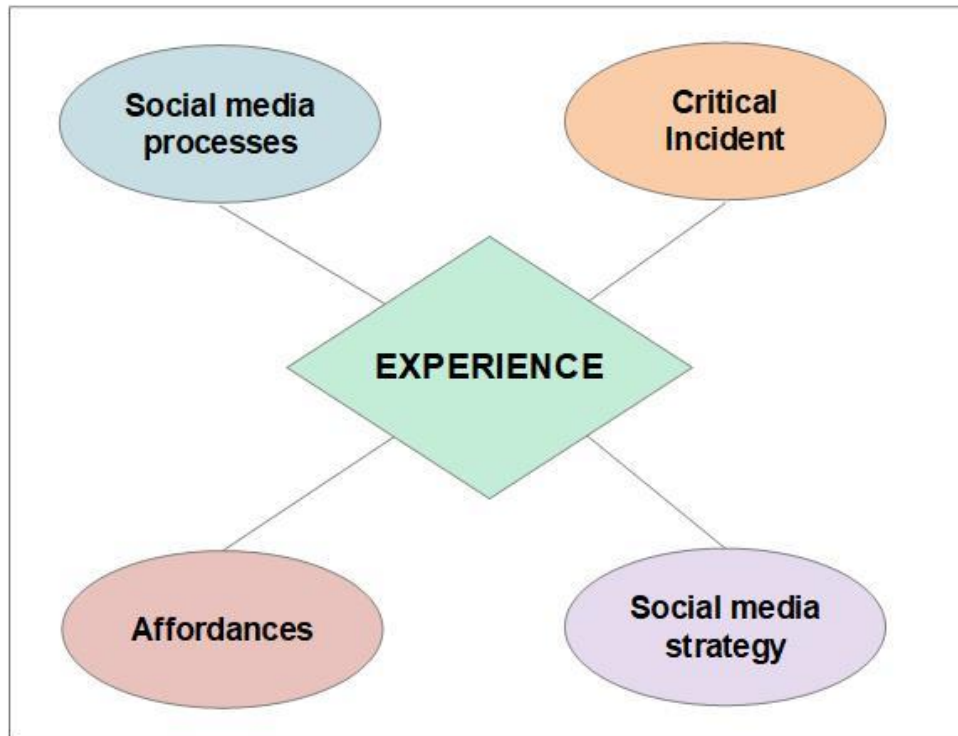 Social media
processes
Critical
Incident
EXPERIENCE
Affordances
Social media
strategy